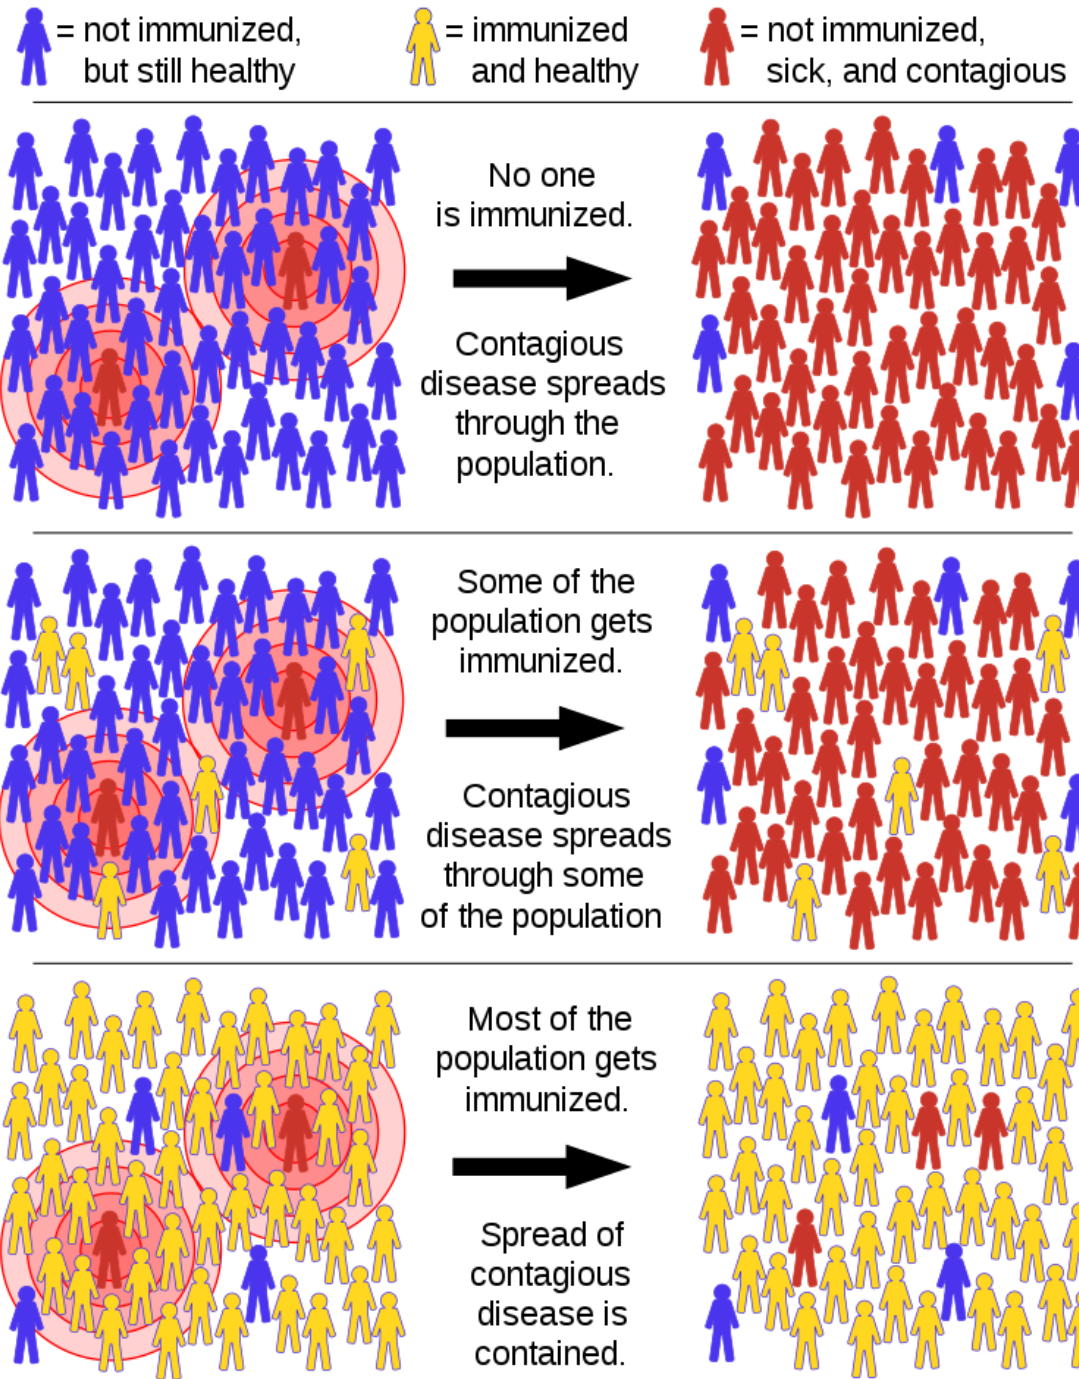 = not immunized,
but still healthy
= immunized
and healthy
= not immunized,
sick, and contagious
No one
is immunized.
Contagious
disease spreads
through the
population.
Some of the
population gets
immunized.
Contagious
disease spreads
through some
of the population
Most of the
population gets
immunized.
Spread of
contagious
disease is
contained.